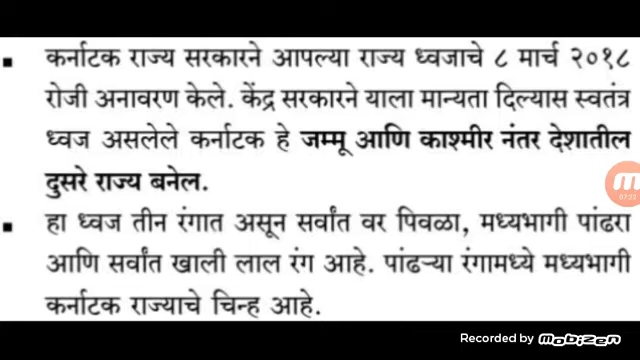 ▪ कर्नाटक राज्य सरकारने आपल्या राज्य ध्वजाचे ८ मार्च २०१८
रोजी अनावरण केले. केंद्र सरकारने याला मान्यता दिल्यास स्वतंत्र
ध्वज असलेले कर्नाटक हे जम्मू आणि काश्मीर नंतर देशातील
दुसरे राज्य बनेल.
07:27
▪ हा ध्वज तीन रंगात असून सर्वांत वर पिवळा, मध्यभागी पांढरा
आणि सर्वांत खाली लाल रंग आहे. पांढऱ्या रंगामध्ये मध्यभागी
कर्नाटक राज्याचे चिन्ह आहे.
Recorded by mobizen